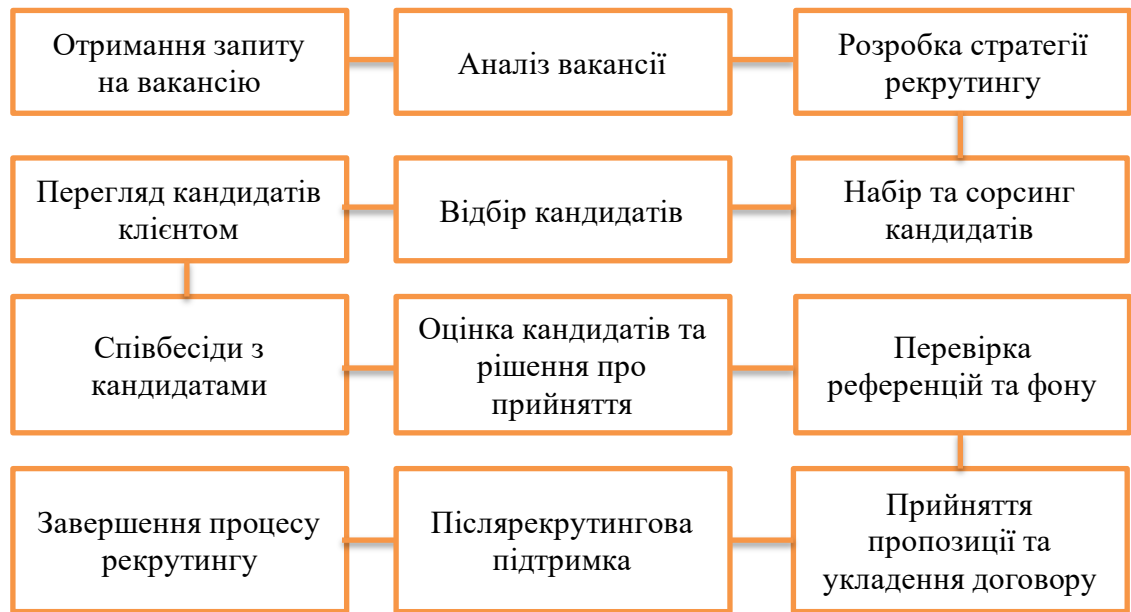 Отримання запиту
на вакансію
Аналіз вакансії
Розробка стратегії
рекрутингу
Перегляд кандидатів
клієнтом
Відбір кандидатів
Набір та сорсинг
кандидатів
Співбесіди з
кандидатами
Оцінка кандидатів та
рішення про
прийняття
Перевірка
референцій та фону
Завершення процесу
рекрутингу
Післярекрутингова
підтримка
Прийняття
пропозиції та
укладення договору